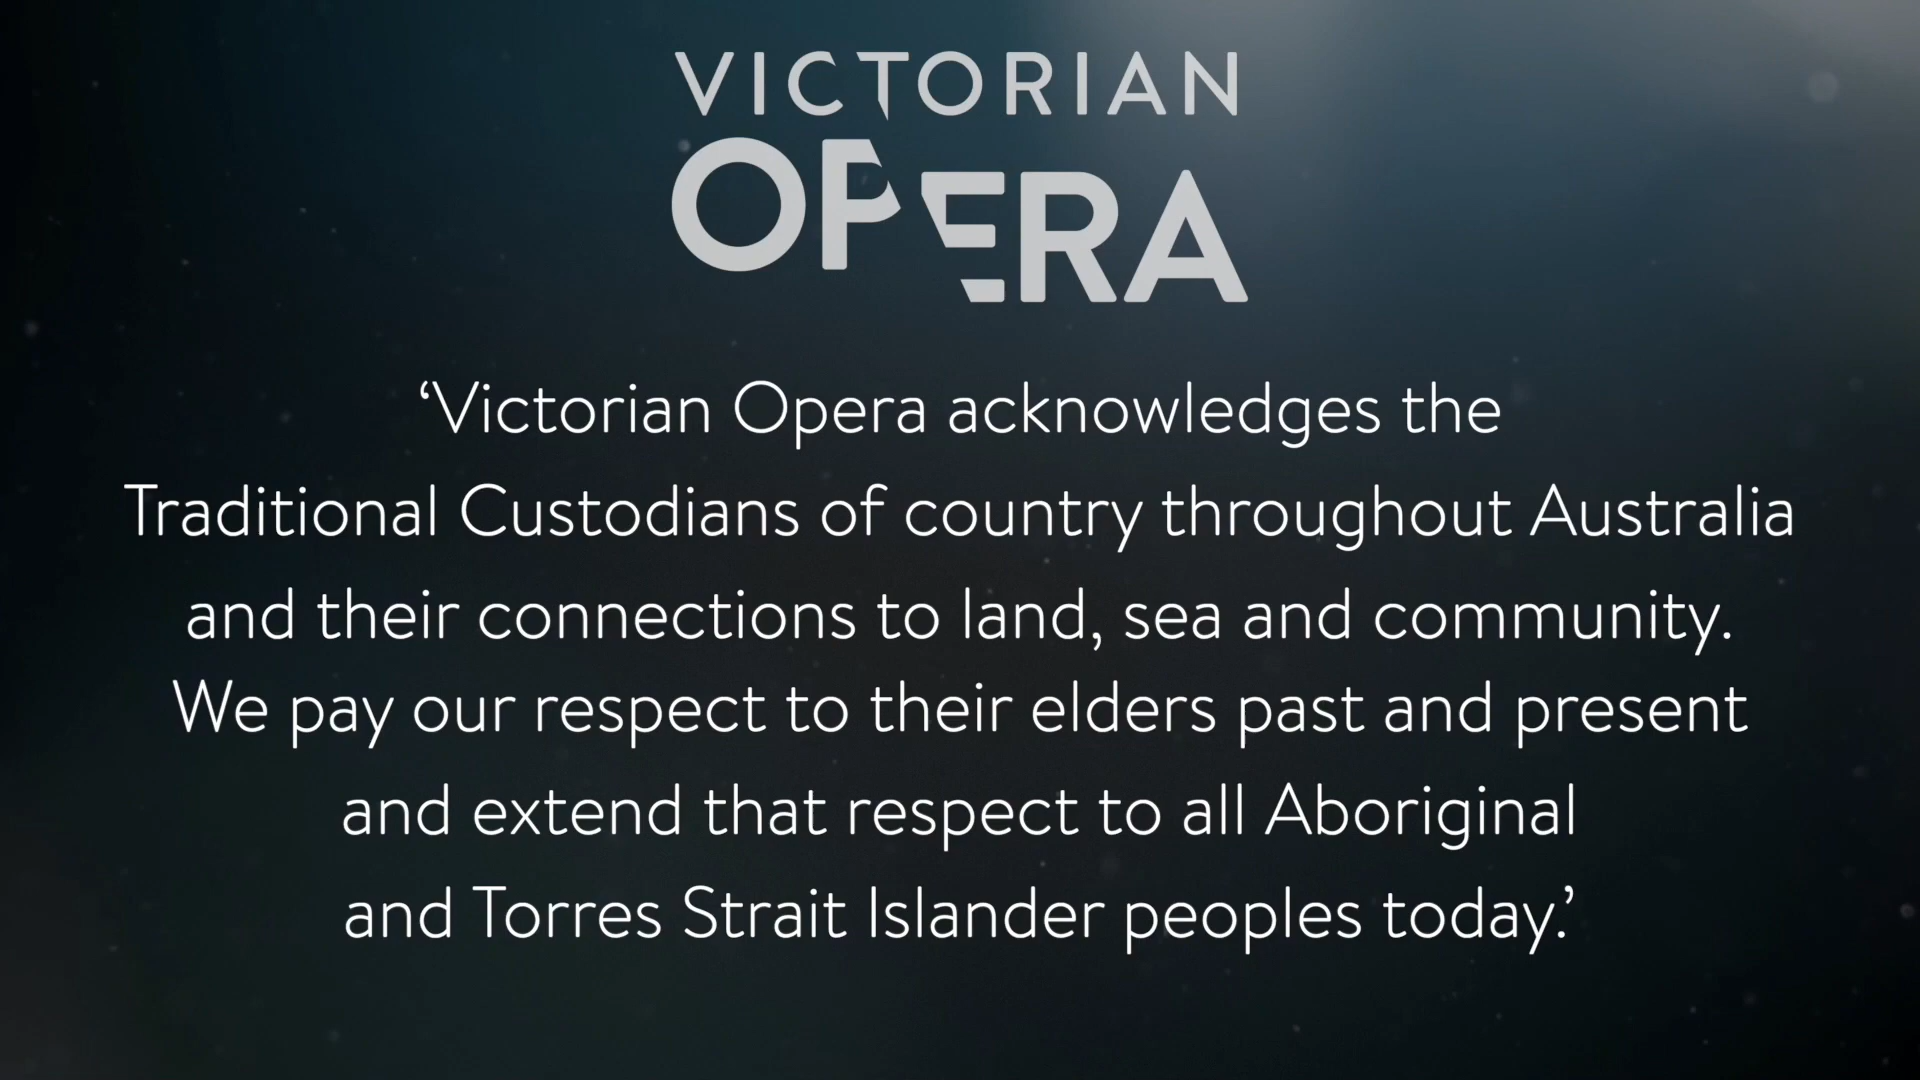 VICTORIAN
OPERA
‘Victorian Opera acknowledges the
Traditional Custodians of country throughout Australia
and their connections to land, sea and community.
We pay our respect to their elders past and present
and extend that respect to all Aboriginal
and Torres Strait Islander peoples today.’